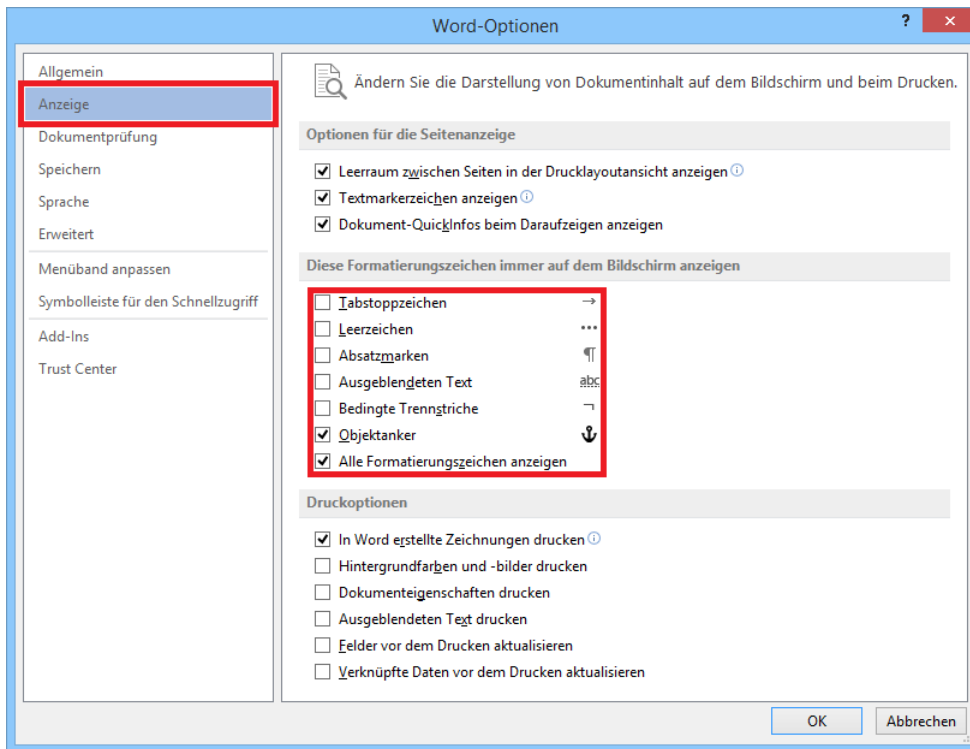 Word-Optionen
?
Allgemein
Anzeige
Dokumentprüfung
Speichern
Sprache
Erweitert
Menüband anpassen
Symbolleiste für den Schnellzugriff
Add-Ins
Trust Center
Ändern Sie die Darstellung von Dokumentinhalt auf dem Bildschirm und beim Drucken.
Optionen für die Seitenanzeige
Leerraum zwischen Seiten in der Drucklayoutansicht anzeigen
Textmarkerzeichen anzeigen
Dokument-QuickInfos beim Daraufzeigen anzeigen
Diese Formatierungszeichen immer auf dem Bildschirm anzeigen
Tabstoppzeichen →
Leerzeichen •••
Absatzmarken ¶
Ausgeblendeten Text abc
Bedingte Trennstriche ¬
Objektanker
Alle Formatierungszeichen anzeigen
Druckoptionen
In Word erstellte Zeichnungen drucken
Hintergrundfarben und -bilder drucken
Dokumenteigenschaften drucken
Ausgeblendeten Text drucken
Felder vor dem Drucken aktualisieren
Verknüpfte Daten vor dem Drucken aktualisieren
OK
Abbrechen